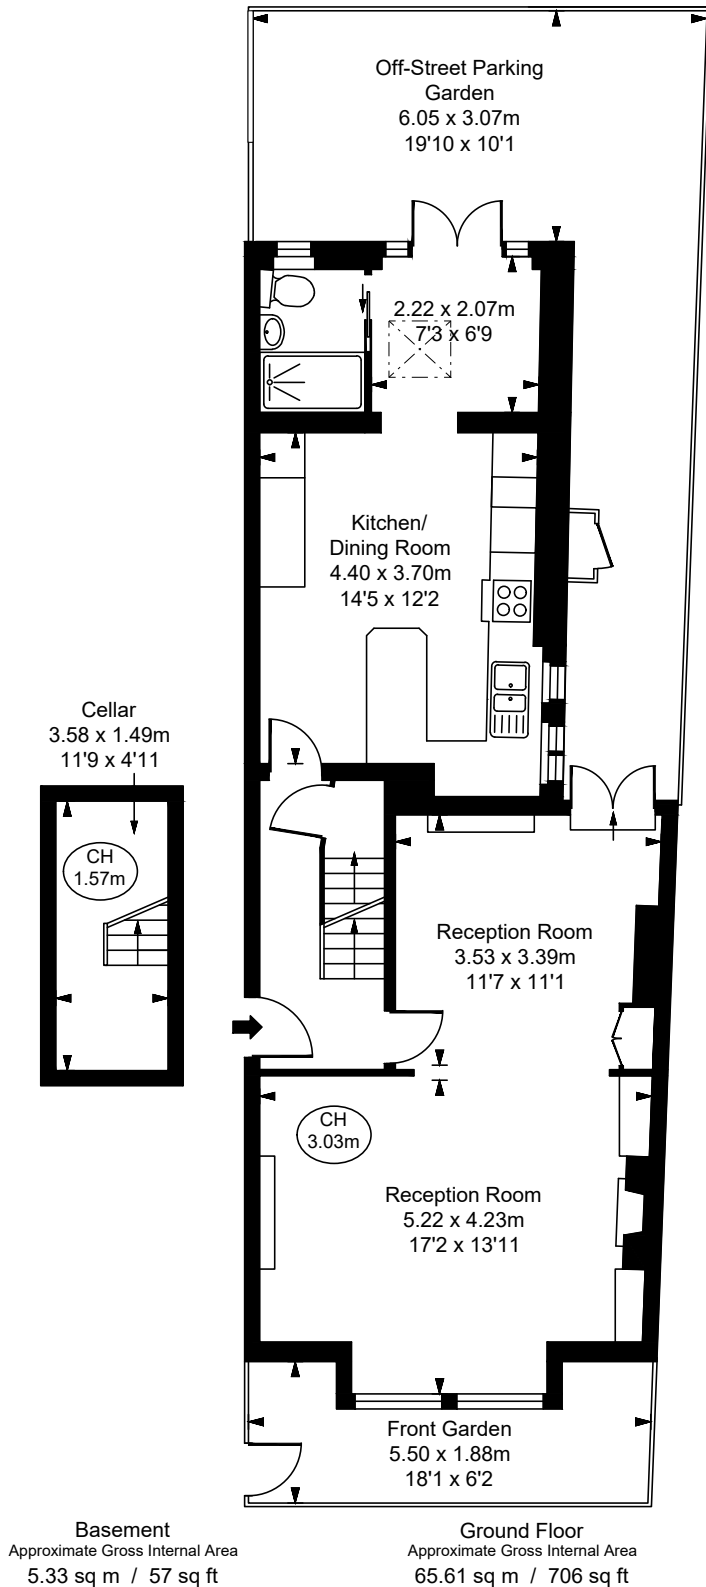 Off-Street Parking
Garden
6.05 x 3.07m
19'10 x 10'1
2.22 x 2.07m
7'3 x 6'9
Kitchen/
Dining Room
4.40 x 3.70m
14'5 x 12'2
Cellar
3.58 x 1.49m
11'9 x 4'11
CH
1.57m
Reception Room
3.53 x 3.39m
11'7 x 11'1
CH
3.03m
Reception Room
5.22 x 4.23m
17'2 x 13'11
Front Garden
5.50 x 1.88m
18'1 x 6'2
Basement
Approximate Gross Internal Area
5.33 sq m / 57 sq ft
Ground Floor
Approximate Gross Internal Area
65.61 sq m / 706 sq ft